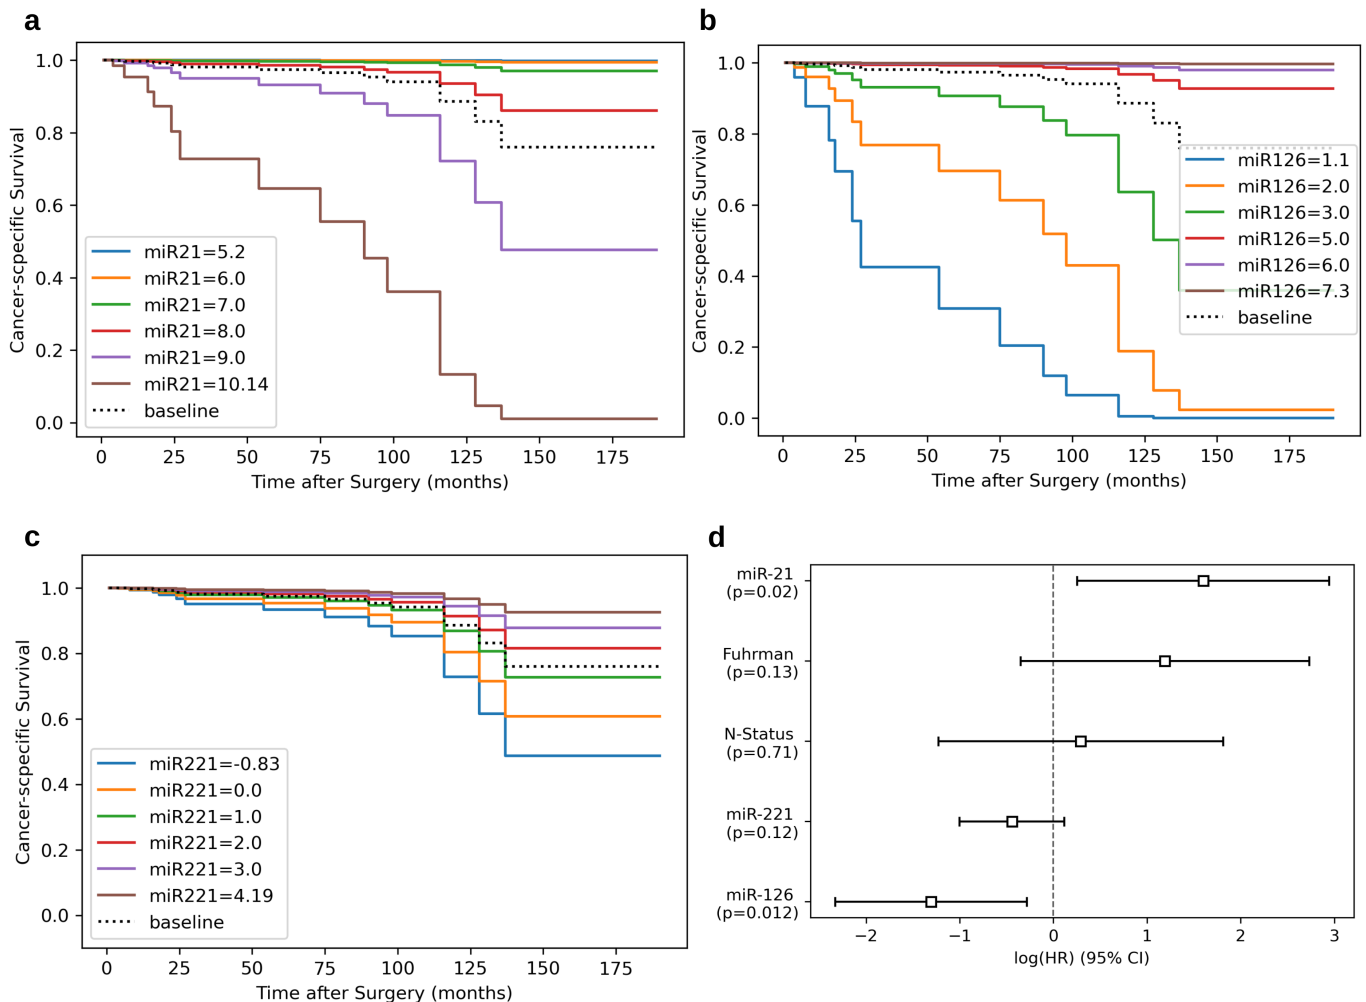 a
1.0
0.8
0.6
0.4
0.2
0.0
Cancer-scpecific Survival
miR21=5.2
miR21=6.0
miR21=7.0
miR21=8.0
miR21=9.0
miR21=10.14
baseline
0 25 50 75 100 125 150 175
Time after Surgery (months)
b
1.0
0.8
0.6
0.4
0.2
0.0
Cancer-scpecific Survival
miR126=1.1
miR126=2.0
miR126=3.0
miR126=5.0
miR126=6.0
miR126=7.3
baseline
0 25 50 75 100 125 150 175
Time after Surgery (months)
c
1.0
0.8
0.6
0.4
0.2
0.0
Cancer-scpecific Survival
miR221=-0.83
miR221=0.0
miR221=1.0
miR221=2.0
miR221=3.0
miR221=4.19
baseline
0 25 50 75 100 125 150 175
Time after Surgery (months)
d
miR-21
(p=0.02)
Fuhrman
(p=0.13)
N-Status
(p=0.71)
miR-221
(p=0.12)
miR-126
(p=0.012)
−2 −1 0 1 2 3
log(HR) (95% CI)